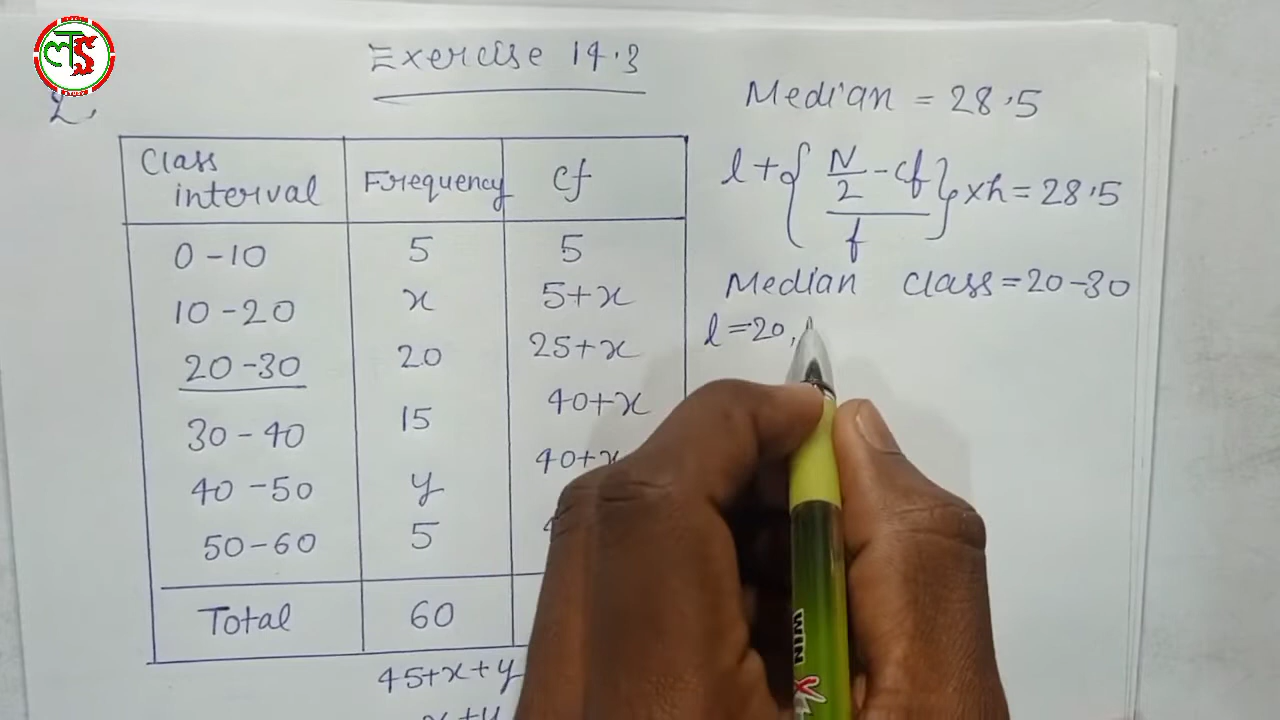 Exercise 14.3
2.
Class interval Frequency cf
0-10 5 5
10-20 x 5+x
20-30 20 25+x
30-40 15 40+x
40-50 y 40+x
50-60 5
Total 60
45+x+y
x+y
Median = 28.5
l+{N/2-cf/f}×h=28.5
Median class=20-30
l=20,
WIN